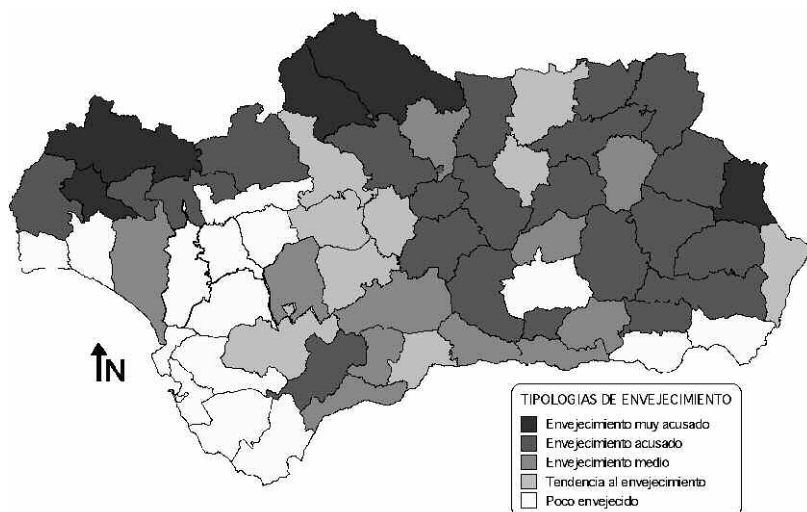 N
TIPOLOGIAS DE ENVEJECIMIENTO
Envejecimiento muy acusado
Envejecimiento acusado
Envejecimiento medio
Tendencia al envejecimiento
Poco envejecido